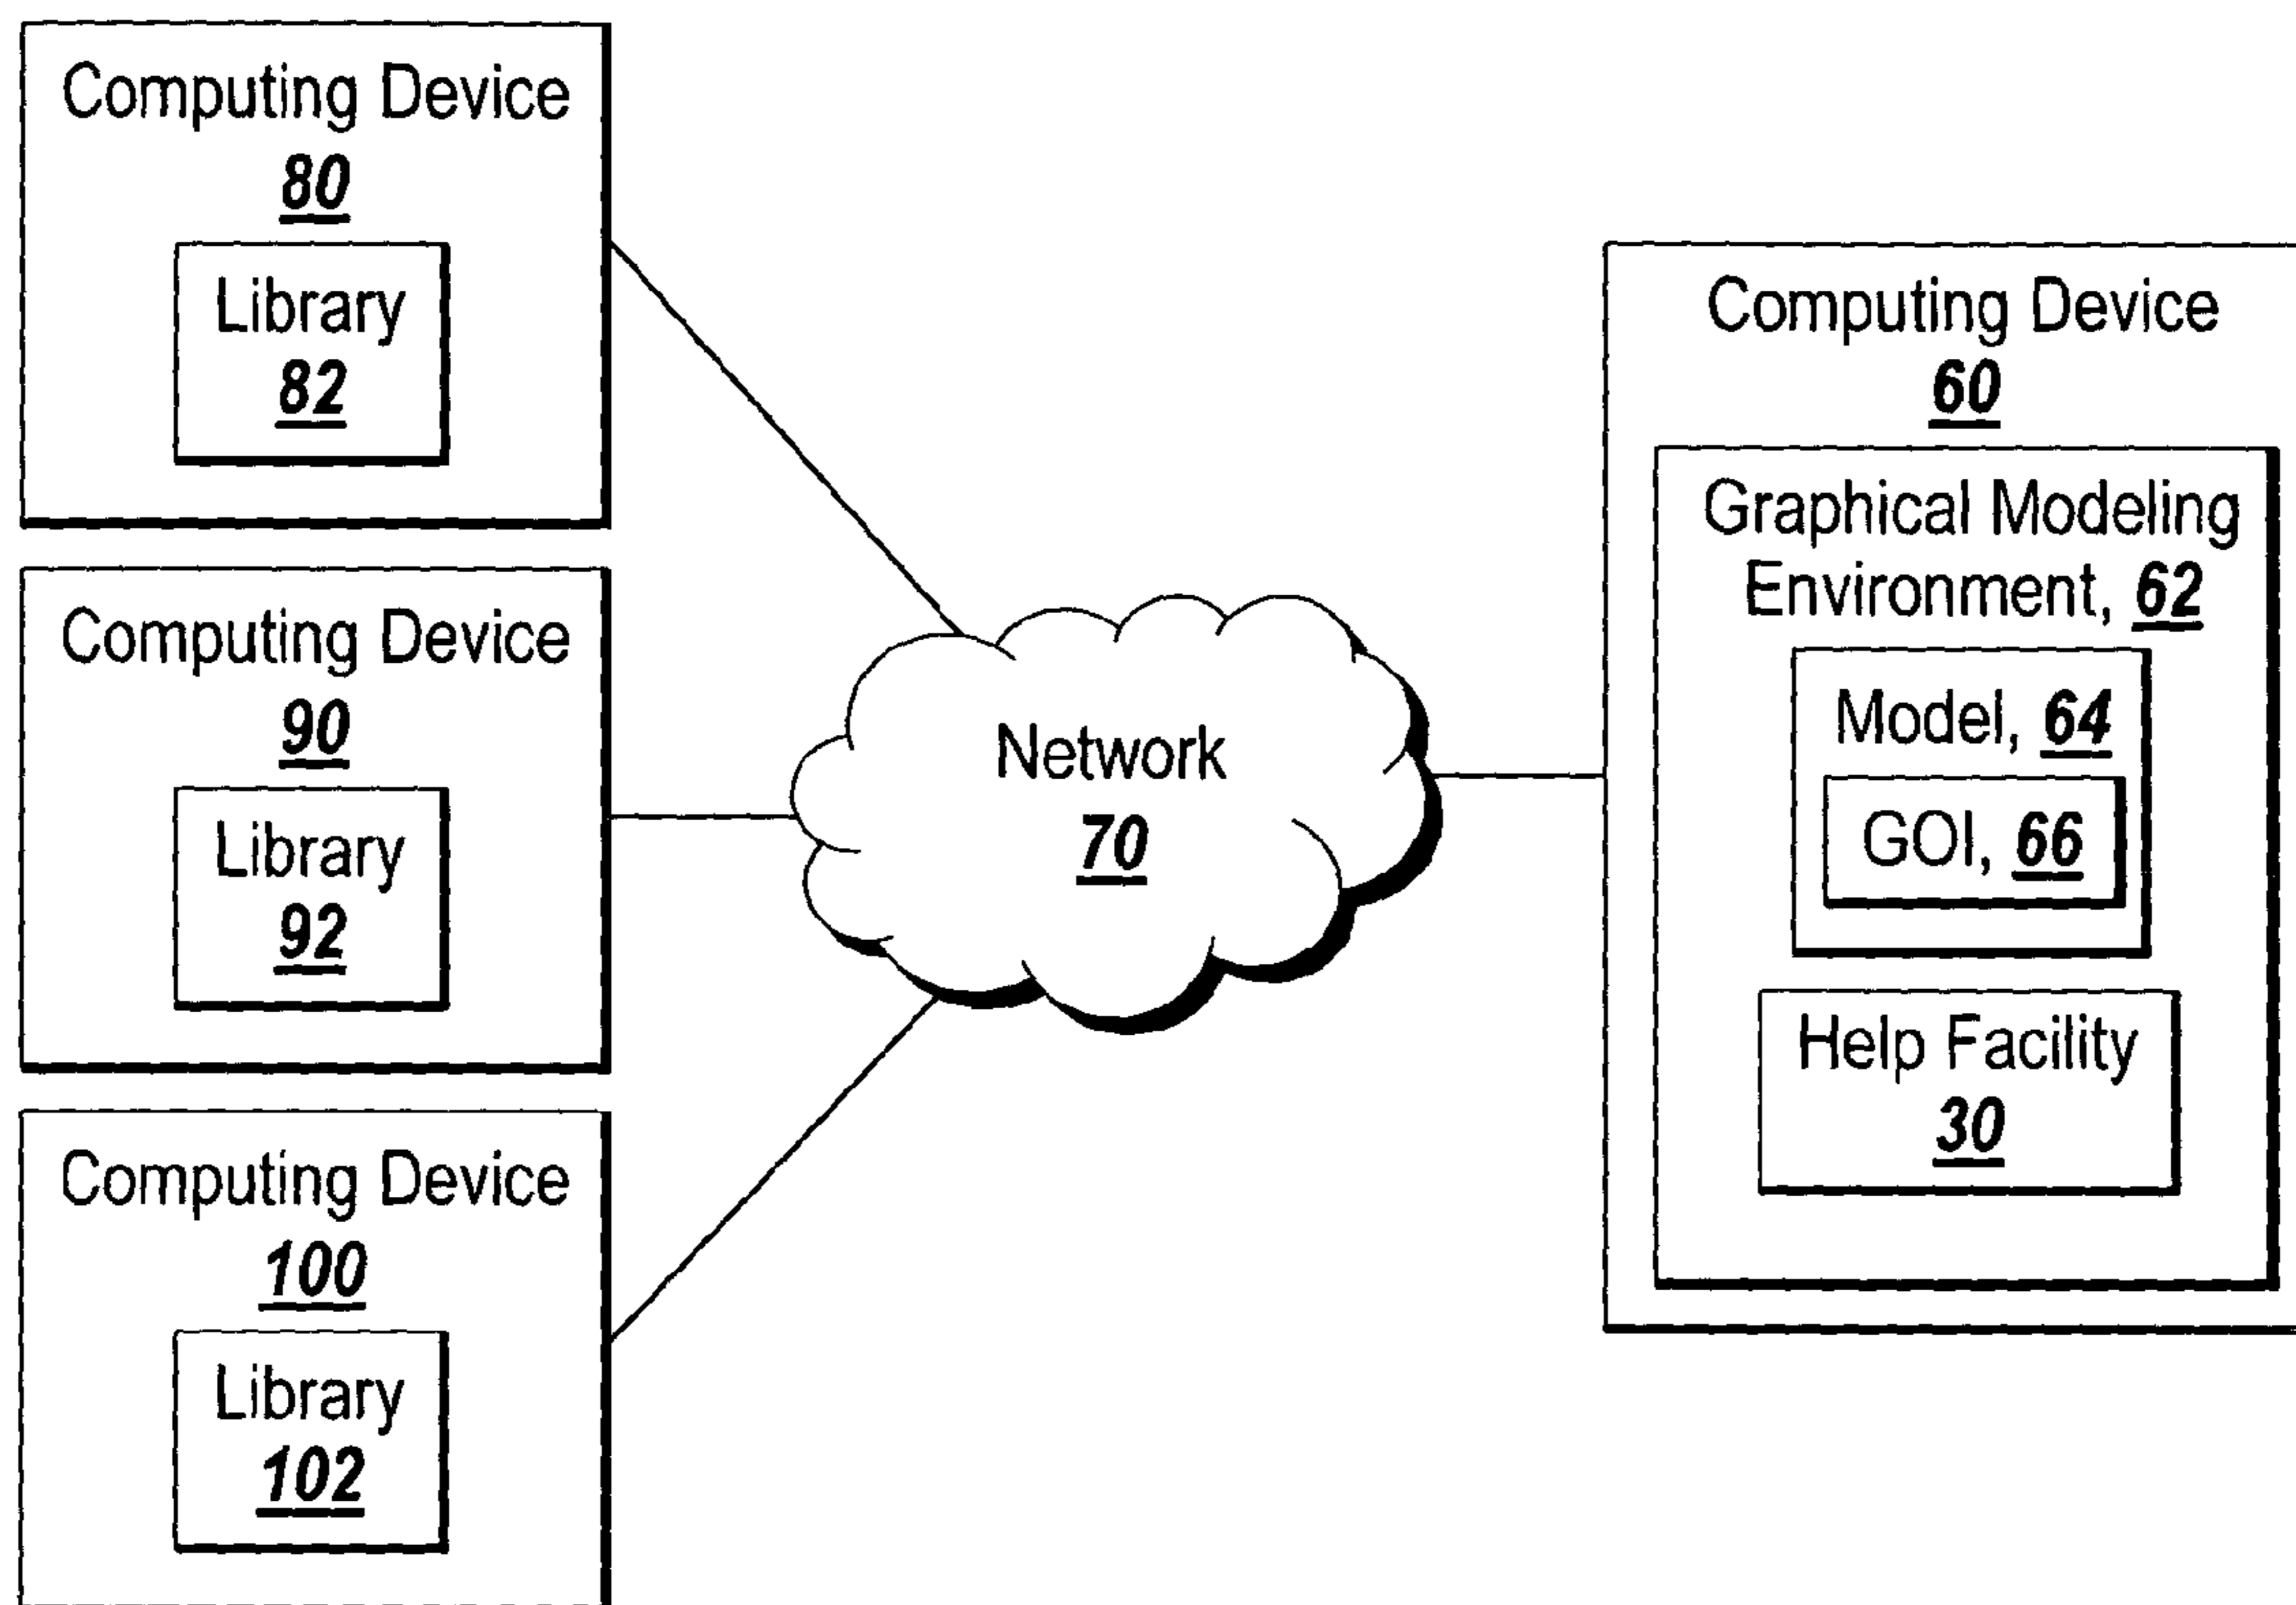 Computing Device
80
Library
82
Computing Device
90
Library
92
Computing Device
100
Library
102
Network
70
Computing Device
60
Graphical Modeling
Environment, 62
Model, 64
GOI, 66
Help Facility
30